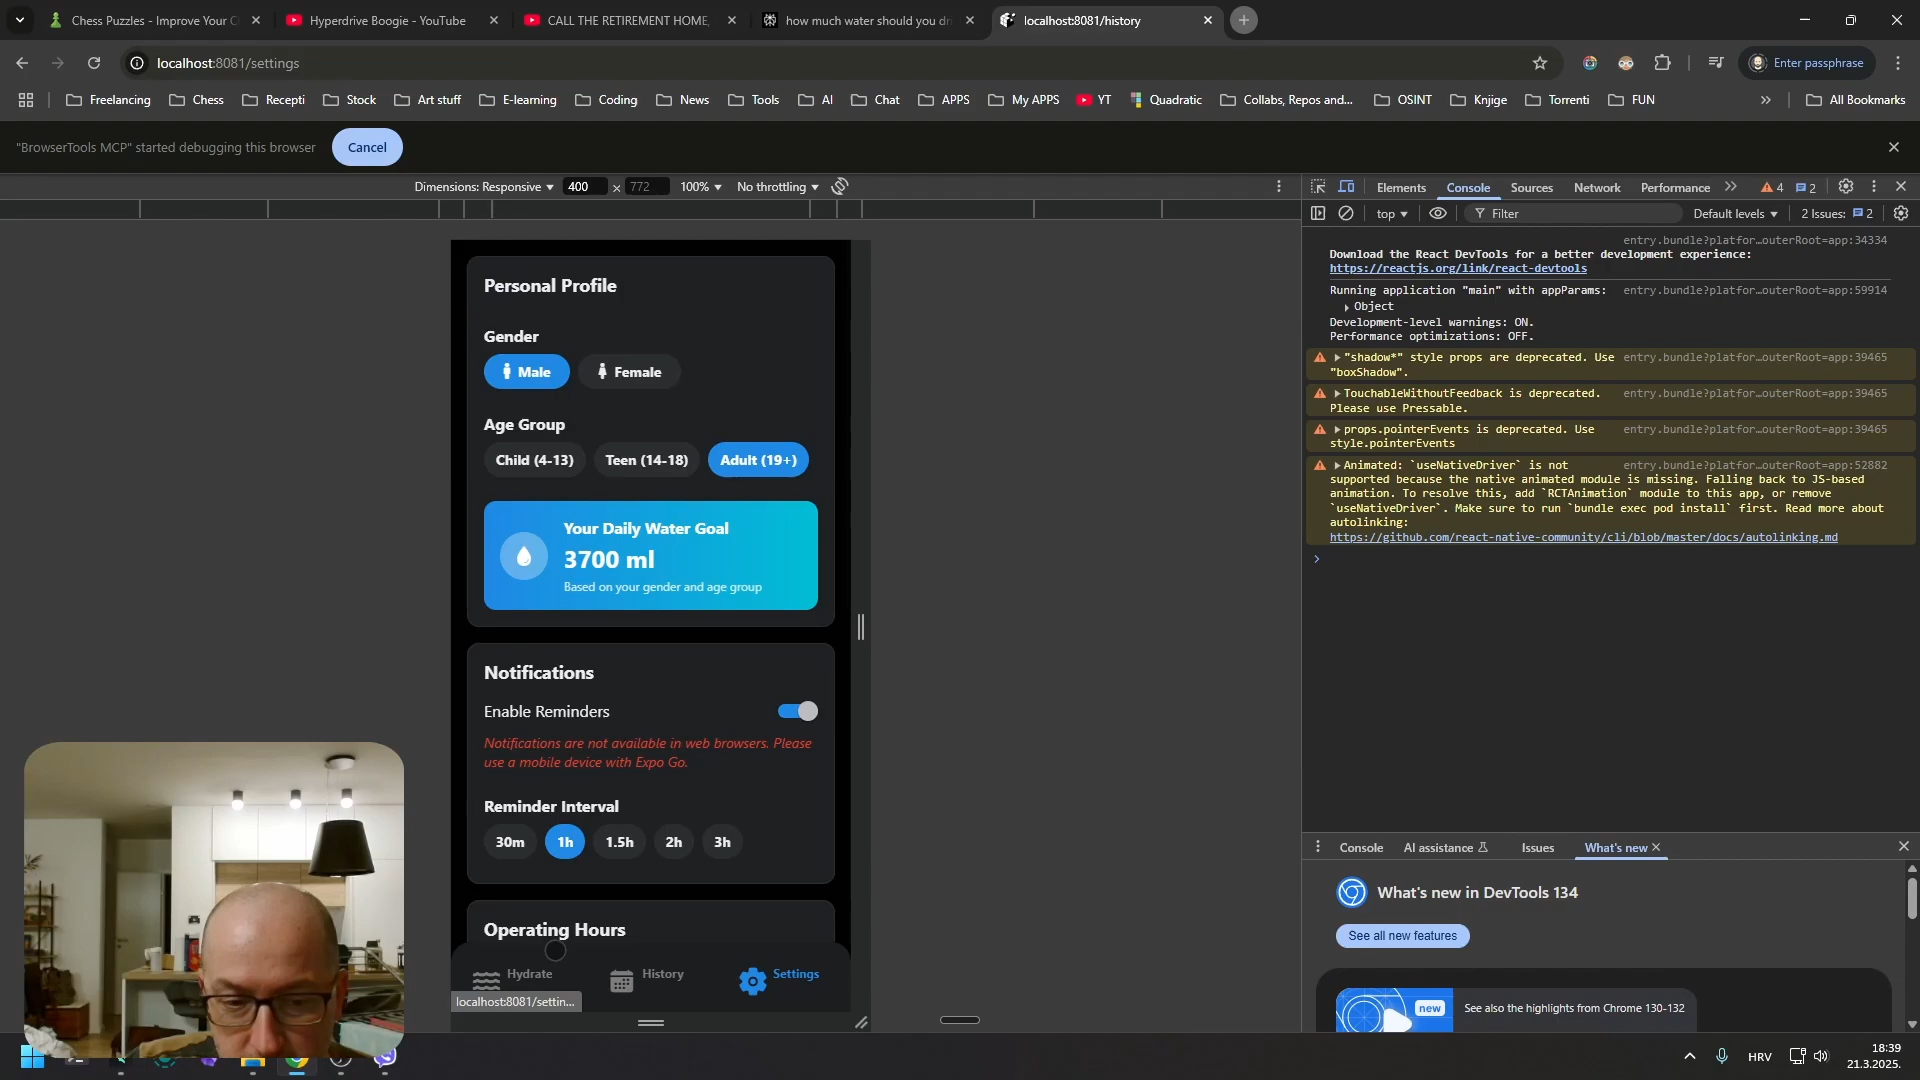 Chess Puzzles - Improve Your C
Hyperdrive Boogie - YouTube
CALL THE RETIREMENT HOME,
how much water should you dri
localhost:8081/history
localhost:8081/settings
Enter passphrase
Freelancing
Chess
Recepti
Stock
Art stuff
E-learning
Coding
News
Tools
AI
Chat
APPS
My APPS
YT
Quadratic
Collabs, Repos and...
OSINT
Knjige
Torrenti
FUN
All Bookmarks
"BrowserTools MCP" started debugging this browser
Cancel
Dimensions: Responsive
400
×
772
100%
No throttling
Elements
Console
Sources
Network
Performance
4
2
top
Filter
Default levels
2 Issues:
2
Personal Profile
Gender
Male
Female
Age Group
Child (4-13)
Teen (14-18)
Adult (19+)
Your Daily Water Goal
3700 ml
Based on your gender and age group
Notifications
Enable Reminders
Notifications are not available in web browsers. Please
use a mobile device with Expo Go.
Reminder Interval
30m
1h
1.5h
2h
3h
Operating Hours
Hydrate
History
Settings
localhost:8081/settin...
entry.bundle?platfor…outerRoot=app:34334
Download the React DevTools for a better development experience:
https://reactjs.org/link/react-devtools
Running application "main" with appParams:
entry.bundle?platfor…outerRoot=app:59914
Object
Development-level warnings: ON.
Performance optimizations: OFF.
"shadow*" style props are deprecated. Use
entry.bundle?platfor…outerRoot=app:39465
"boxShadow".
TouchableWithoutFeedback is deprecated.
entry.bundle?platfor…outerRoot=app:39465
Please use Pressable.
props.pointerEvents is deprecated. Use
entry.bundle?platfor…outerRoot=app:39465
style.pointerEvents
Animated: `useNativeDriver` is not
entry.bundle?platfor…outerRoot=app:52882
supported because the native animated module is missing. Falling back to JS-based
animation. To resolve this, add `RCTAnimation` module to this app, or remove
`useNativeDriver`. Make sure to run `bundle exec pod install` first. Read more about
autolinking:
https://github.com/react-native-community/cli/blob/master/docs/autolinking.md
Console
AI assistance
Issues
What's new
What's new in DevTools 134
See all new features
new
See also the highlights from Chrome 130-132
HRV
18:39
21.3.2025.